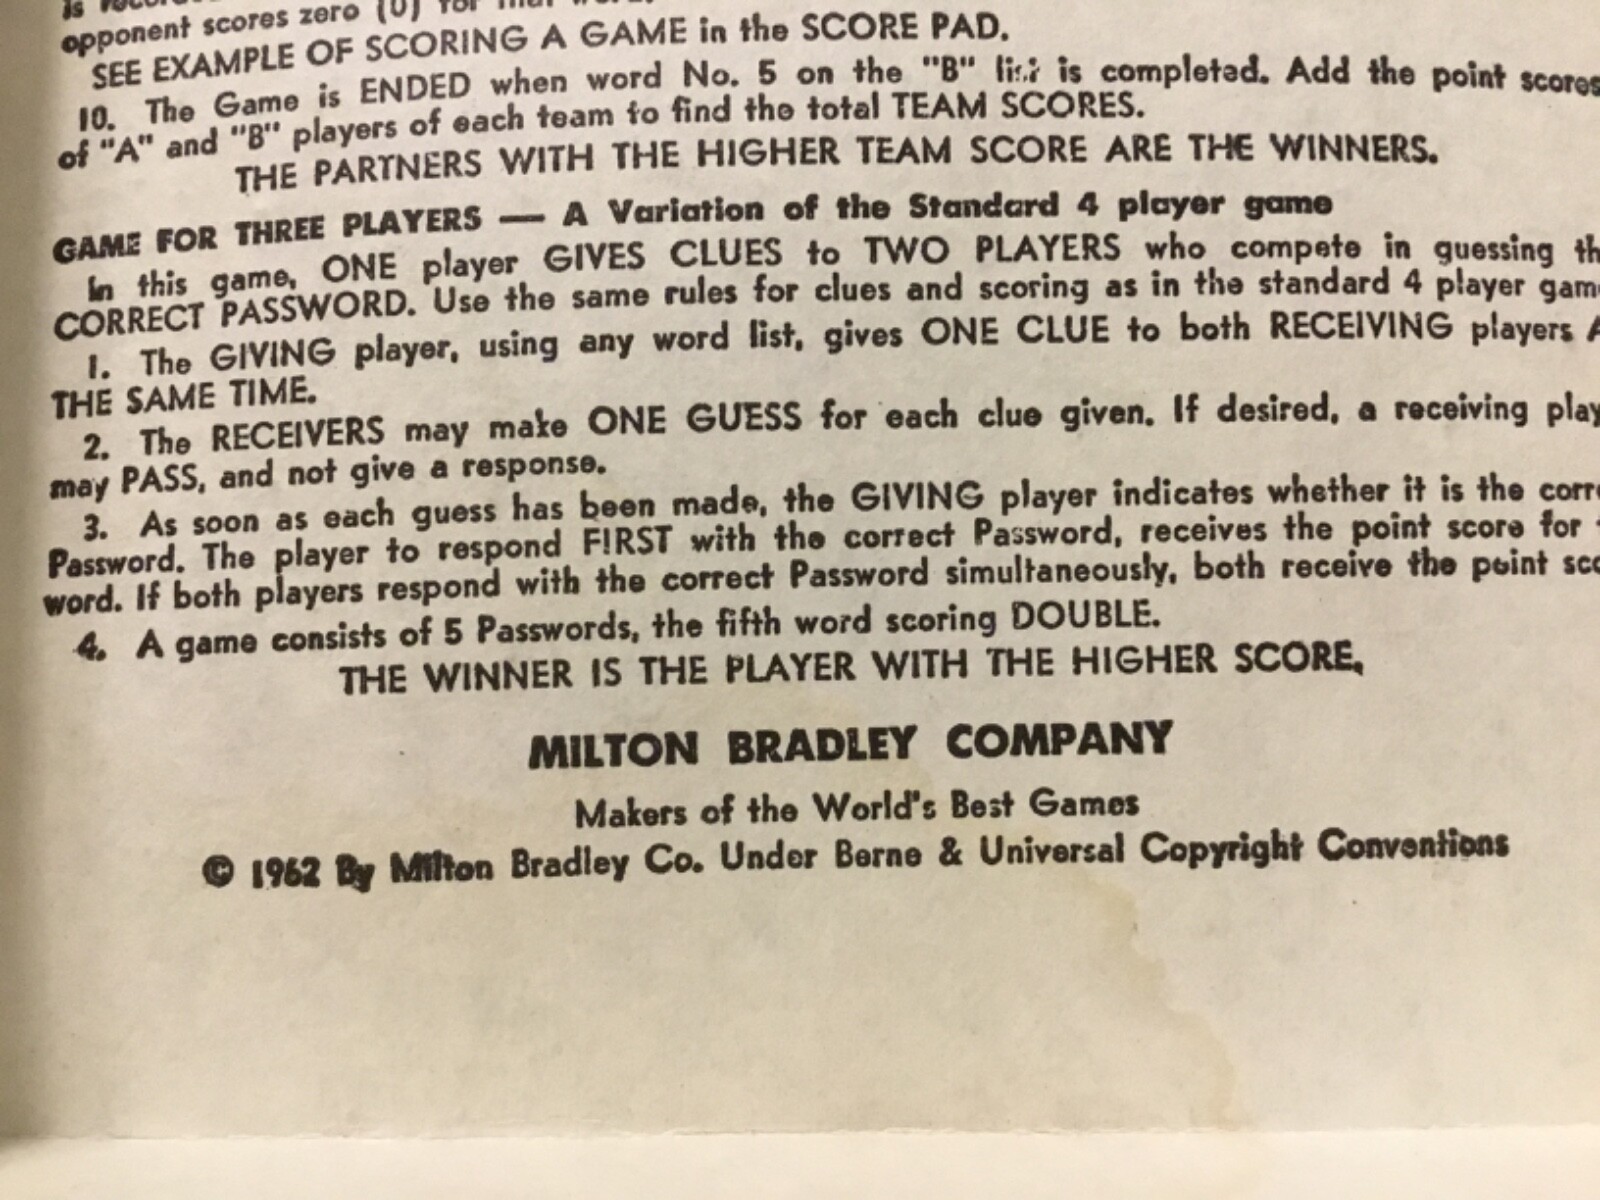 opponent scores zero (0) for that word.
SEE EXAMPLE OF SCORING A GAME in the SCORE PAD.
10. The Game is ENDED when word No. 5 on the "B" list is completed. Add the point scores
of "A" and "B" players of each team to find the total TEAM SCORES.
THE PARTNERS WITH THE HIGHER TEAM SCORE ARE THE WINNERS.
GAME FOR THREE PLAYERS — A Variation of the Standard 4 player game
In this game, ONE player GIVES CLUES to TWO PLAYERS who compete in guessing th
CORRECT PASSWORD. Use the same rules for clues and scoring as in the standard 4 player gam
1. The GIVING player, using any word list, gives ONE CLUE to both RECEIVING players A
THE SAME TIME.
2. The RECEIVERS may make ONE GUESS for each clue given. If desired, a receiving play
may PASS, and not give a response.
3. As soon as each guess has been made, the GIVING player indicates whether it is the corre
Password. The player to respond FIRST with the correct Password, receives the point score for t
word. If both players respond with the correct Password simultaneously, both receive the point sco
4. A game consists of 5 Passwords, the fifth word scoring DOUBLE.
THE WINNER IS THE PLAYER WITH THE HIGHER SCORE,
MILTON BRADLEY COMPANY
Makers of the World's Best Games
© 1962 By Milton Bradley Co. Under Berne & Universal Copyright Conventions